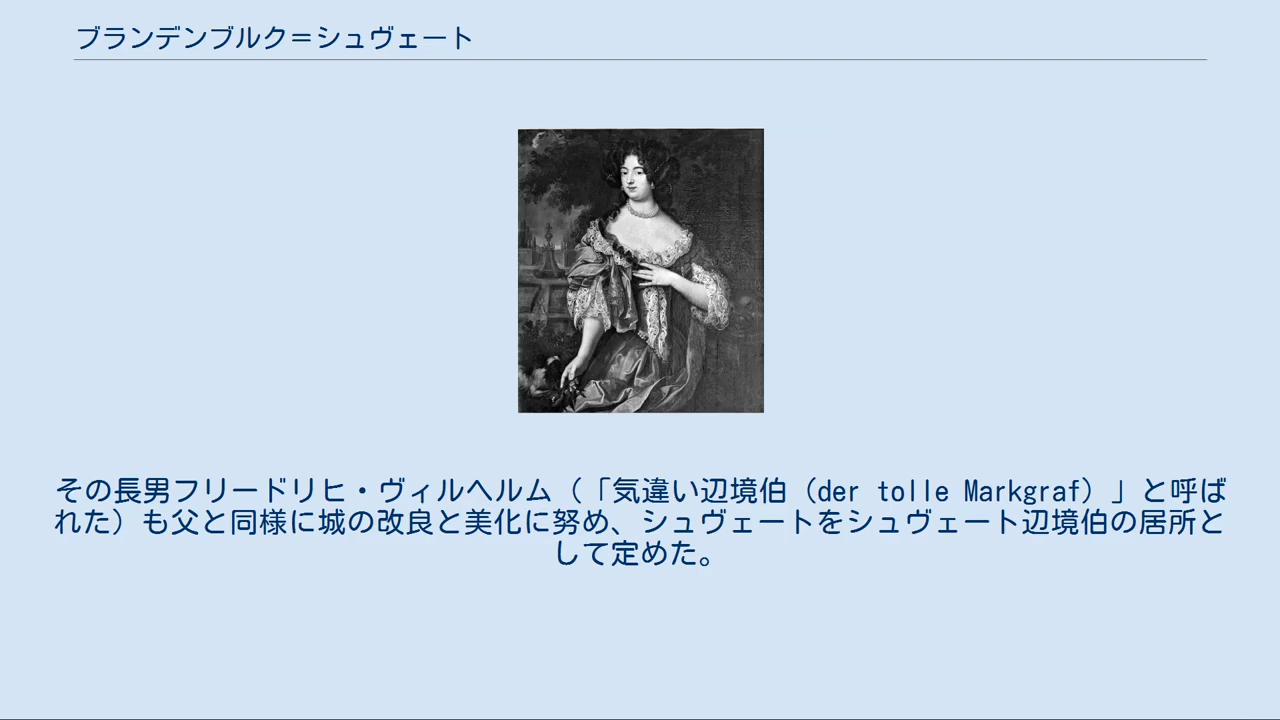 ブランデンブルク＝シュヴェート
その長男フリードリヒ・ヴィルヘルム（「気違い辺境伯（der tolle Markgraf）」と呼ば
れた）も父と同様に城の改良と美化に努め、シュヴェートをシュヴェート辺境伯の居所と
して定めた。